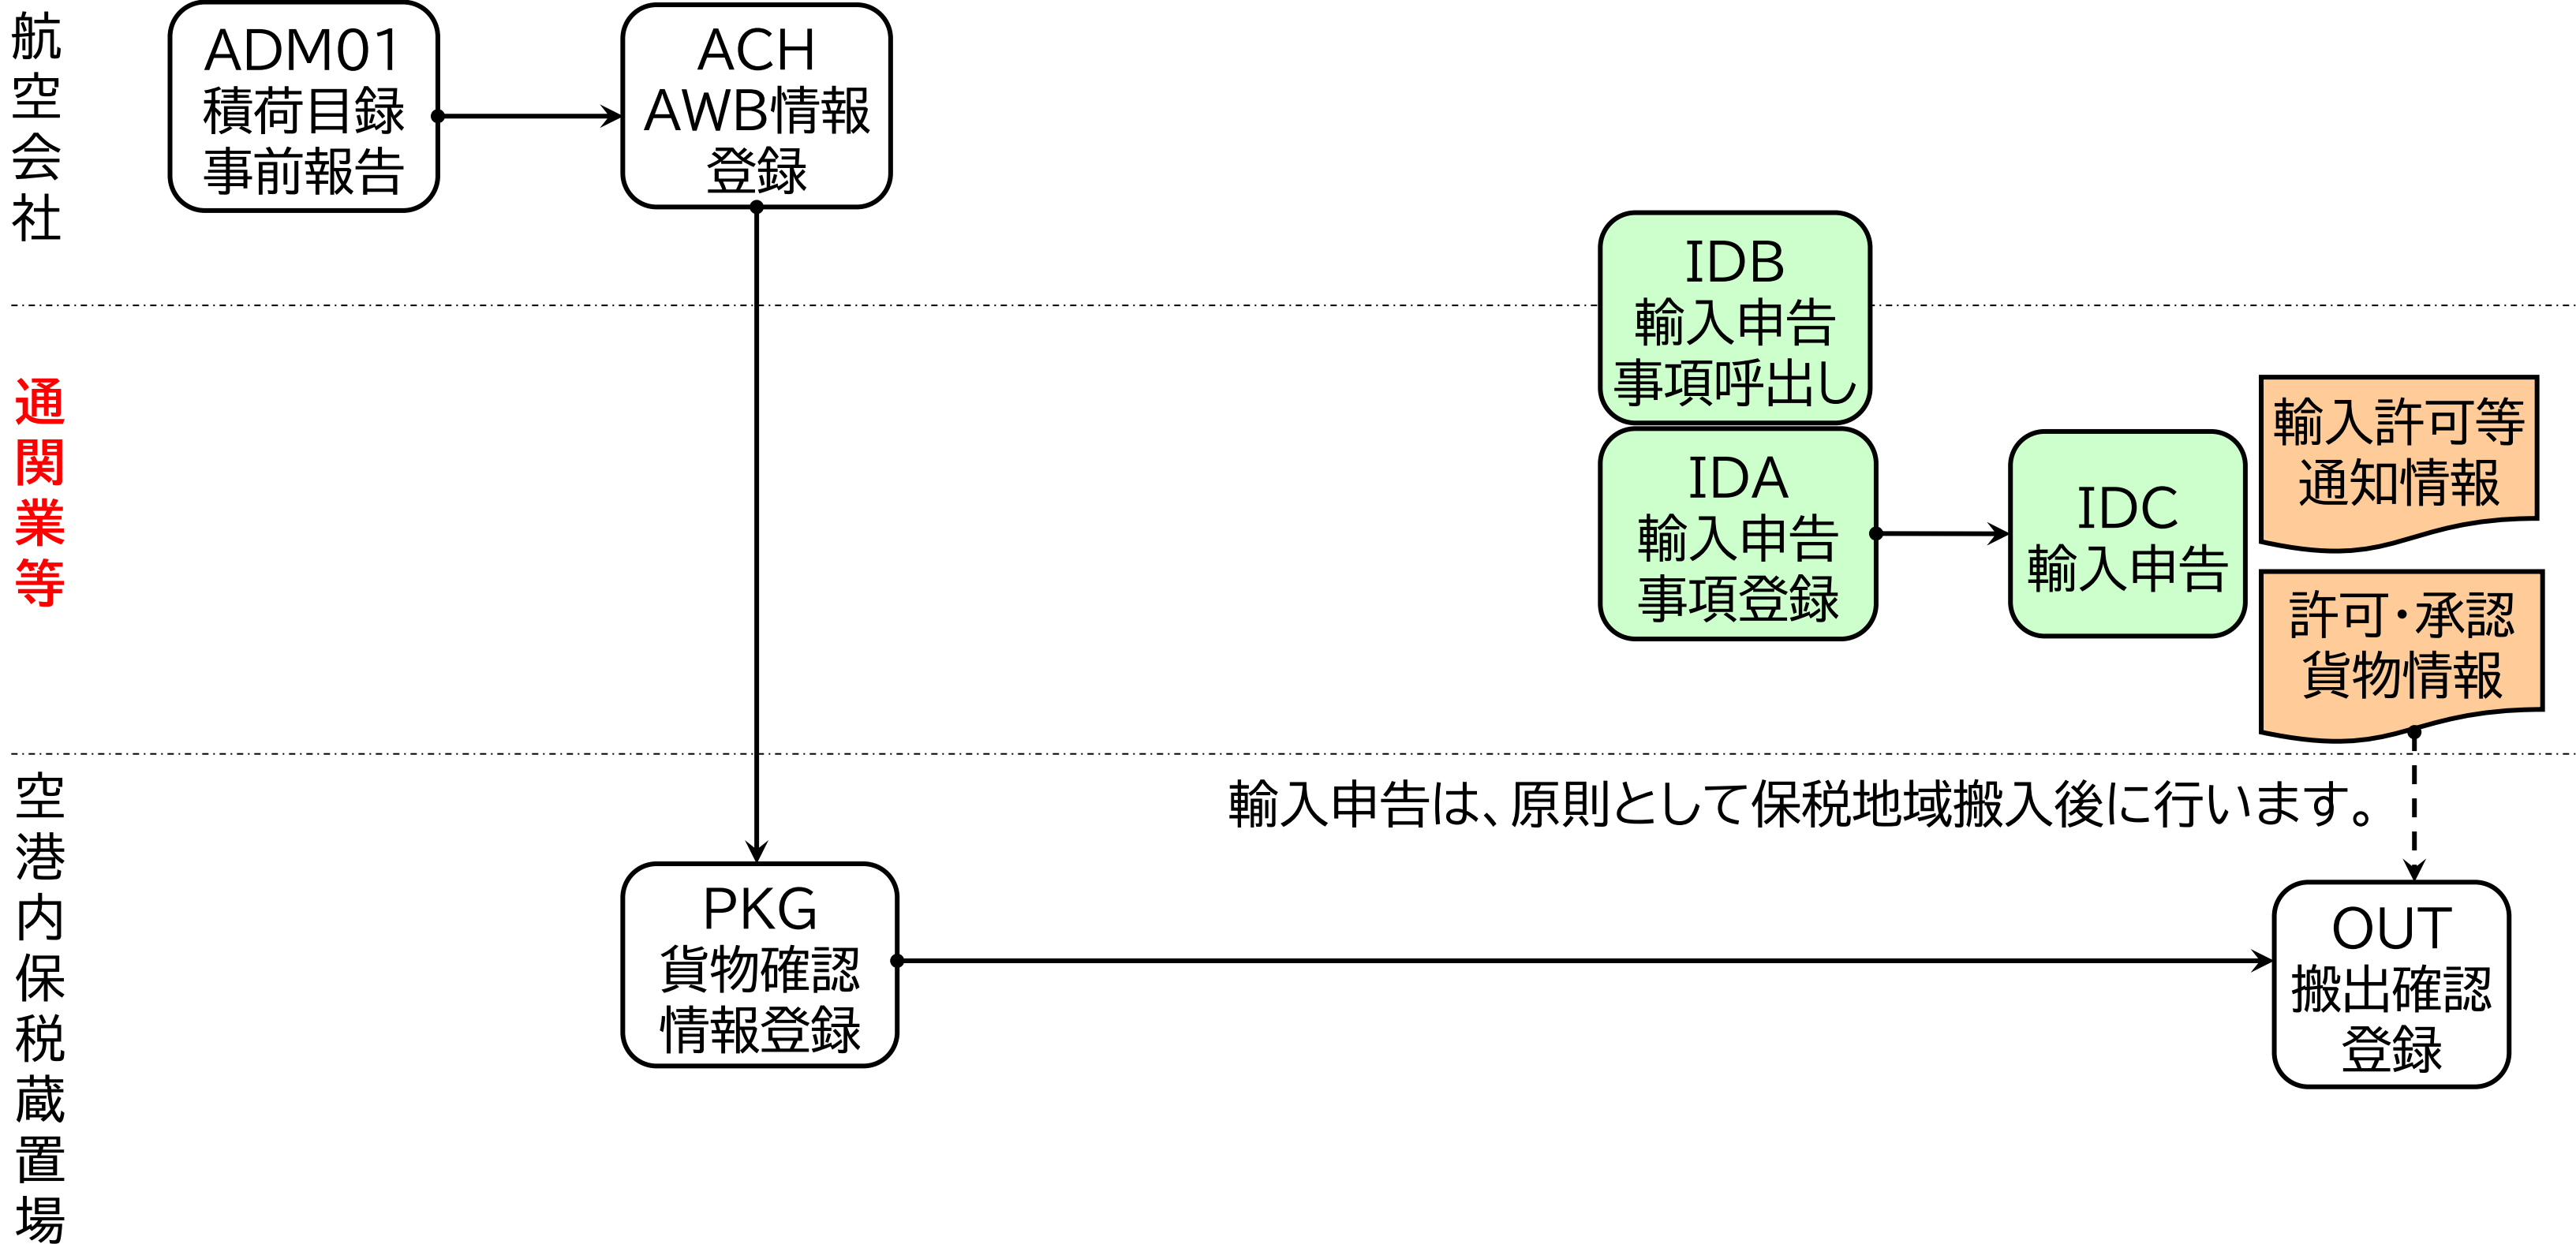 航空会社
ADM01
積荷目録
事前報告
ACH
AWB情報
登録
通関業等
IDB
輸入申告
事項呼出し
IDA
輸入申告
事項登録
IDC
輸入申告
輸入許可等
通知情報
許可・承認
貨物情報
空港内保税蔵置場
輸入申告は、原則として保税地域搬入後に行います。
PKG
貨物確認
情報登録
OUT
搬出確認
登録